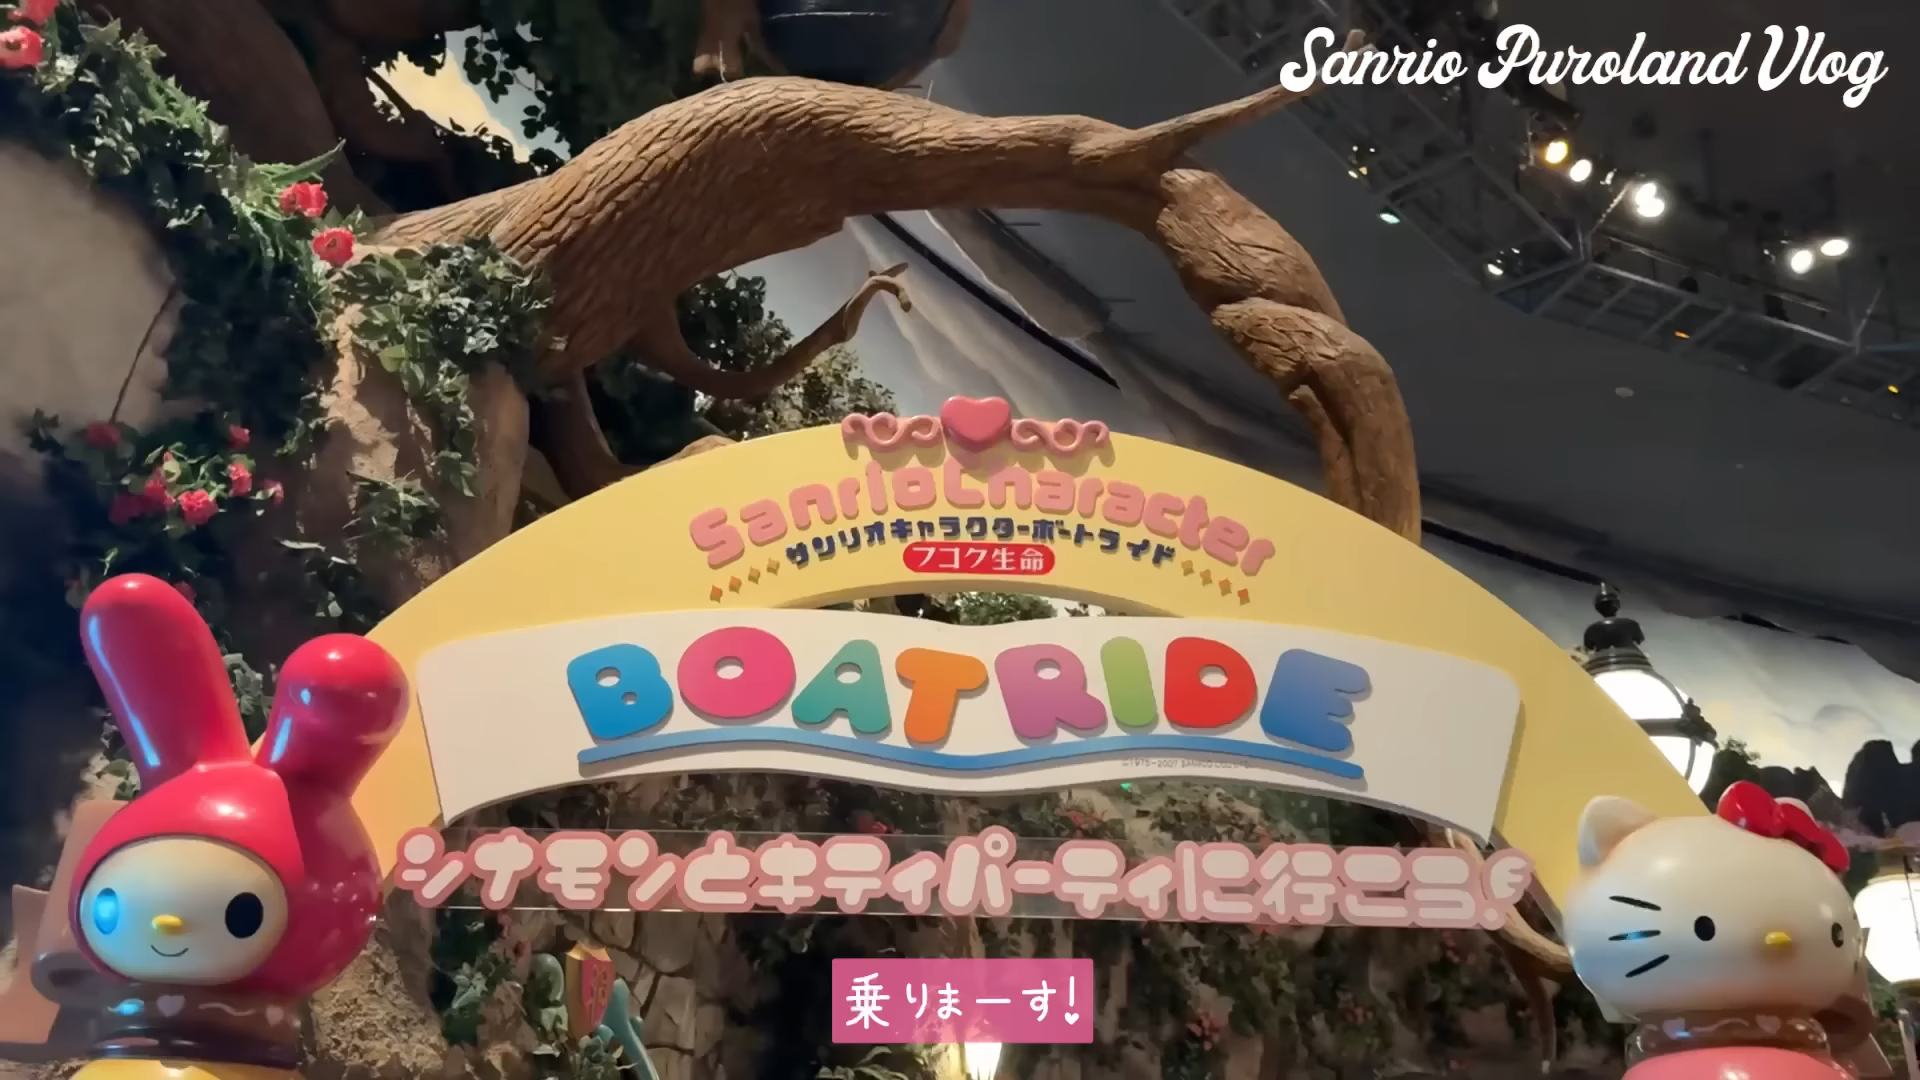 Sanrio Puroland Vlog
Sanrio Character
サンリオキャラクターボートライド
フコク生命
BOATRIDE
シナモンとキティパーティに行こう!
乗りまーす!